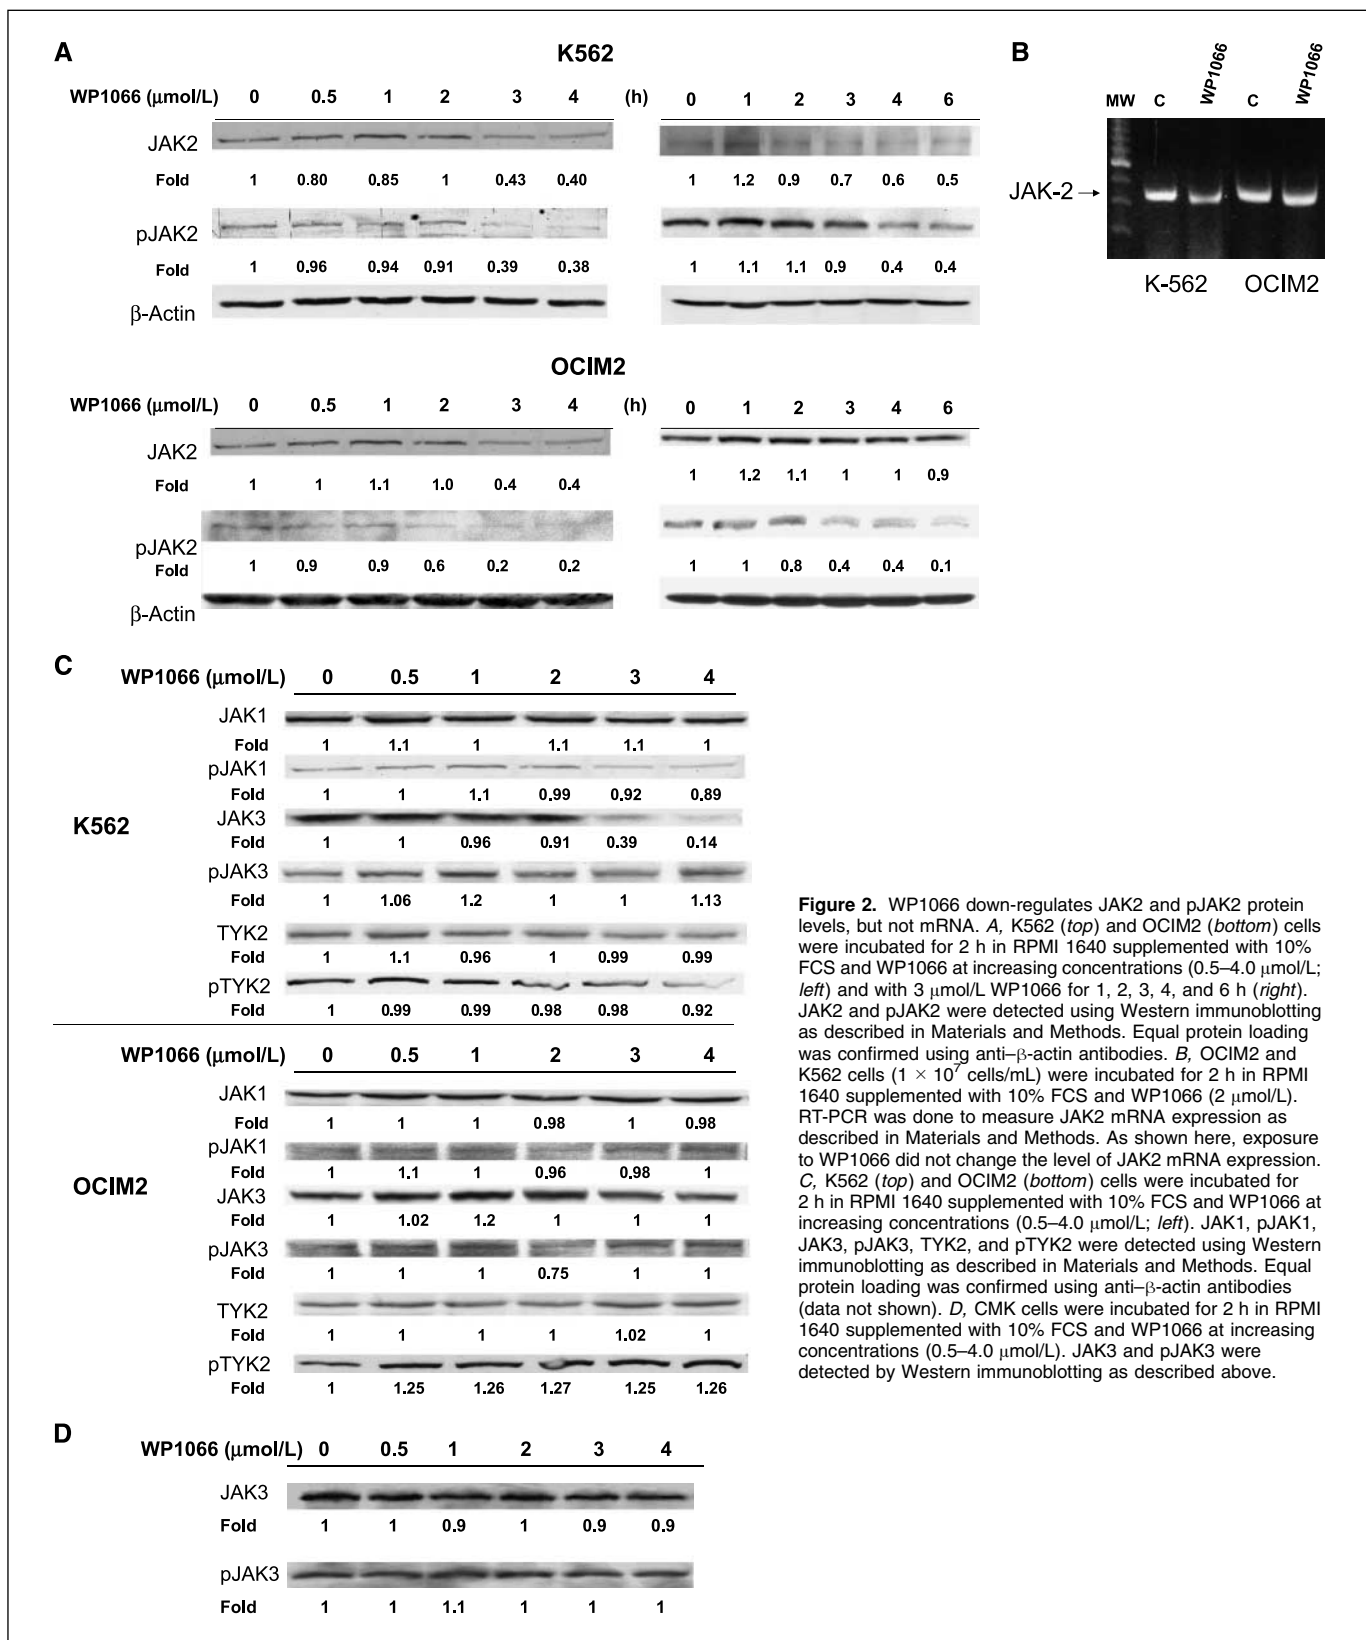 A
K562
WP1066 (μmol/L) 0 0.5 1 2 3 4 (h) 0 1 2 3 4 6
JAK2
Fold 1 0.80 0.85 1 0.43 0.40 1 1.2 0.9 0.7 0.6 0.5
pJAK2
Fold 1 0.96 0.94 0.91 0.39 0.38 1 1.1 1.1 0.9 0.4 0.4
β-Actin
OCIM2
WP1066 (μmol/L) 0 0.5 1 2 3 4 (h) 0 1 2 3 4 6
JAK2
Fold 1 1 1.1 1.0 0.4 0.4 1 1.2 1.1 1 1 0.9
pJAK2
Fold 1 0.9 0.9 0.6 0.2 0.2 1 1 0.8 0.4 0.4 0.1
β-Actin
B
MW C WP1066 C WP1066
JAK-2 →
K-562 OCIM2
C
WP1066 (μmol/L) 0 0.5 1 2 3 4
JAK1
Fold 1 1.1 1 1.1 1.1 1
pJAK1
Fold 1 1 1.1 0.99 0.92 0.89
K562
JAK3
Fold 1 1 0.96 0.91 0.39 0.14
pJAK3
Fold 1 1.06 1.2 1 1 1.13
TYK2
Fold 1 1.1 0.96 1 0.99 0.99
pTYK2
Fold 1 0.99 0.99 0.98 0.98 0.92
WP1066 (μmol/L) 0 0.5 1 2 3 4
JAK1
Fold 1 1 1 0.98 1 0.98
pJAK1
Fold 1 1.1 1 0.96 0.98 1
OCIM2
JAK3
Fold 1 1.02 1.2 1 1 1
pJAK3
Fold 1 1 1 0.75 1 1
TYK2
Fold 1 1 1 1 1.02 1
pTYK2
Fold 1 1.25 1.26 1.27 1.25 1.26
D
WP1066 (μmol/L) 0 0.5 1 2 3 4
JAK3
Fold 1 1 0.9 1 0.9 0.9
pJAK3
Fold 1 1 1.1 1 1 1
Figure 2. WP1066 down-regulates JAK2 and pJAK2 protein
levels, but not mRNA. A, K562 (top) and OCIM2 (bottom) cells
were incubated for 2 h in RPMI 1640 supplemented with 10%
FCS and WP1066 at increasing concentrations (0.5–4.0 μmol/L;
left) and with 3 μmol/L WP1066 for 1, 2, 3, 4, and 6 h (right).
JAK2 and pJAK2 were detected using Western immunoblotting
as described in Materials and Methods. Equal protein loading
was confirmed using anti–β-actin antibodies. B, OCIM2 and
K562 cells (1 × 10⁷ cells/mL) were incubated for 2 h in RPMI
1640 supplemented with 10% FCS and WP1066 (2 μmol/L).
RT-PCR was done to measure JAK2 mRNA expression as
described in Materials and Methods. As shown here, exposure
to WP1066 did not change the level of JAK2 mRNA expression.
C, K562 (top) and OCIM2 (bottom) cells were incubated for
2 h in RPMI 1640 supplemented with 10% FCS and WP1066 at
increasing concentrations (0.5–4.0 μmol/L; left). JAK1, pJAK1,
JAK3, pJAK3, TYK2, and pTYK2 were detected using Western
immunoblotting as described in Materials and Methods. Equal
protein loading was confirmed using anti–β-actin antibodies
(data not shown). D, CMK cells were incubated for 2 h in RPMI
1640 supplemented with 10% FCS and WP1066 at increasing
concentrations (0.5–4.0 μmol/L). JAK3 and pJAK3 were
detected by Western immunoblotting as described above.